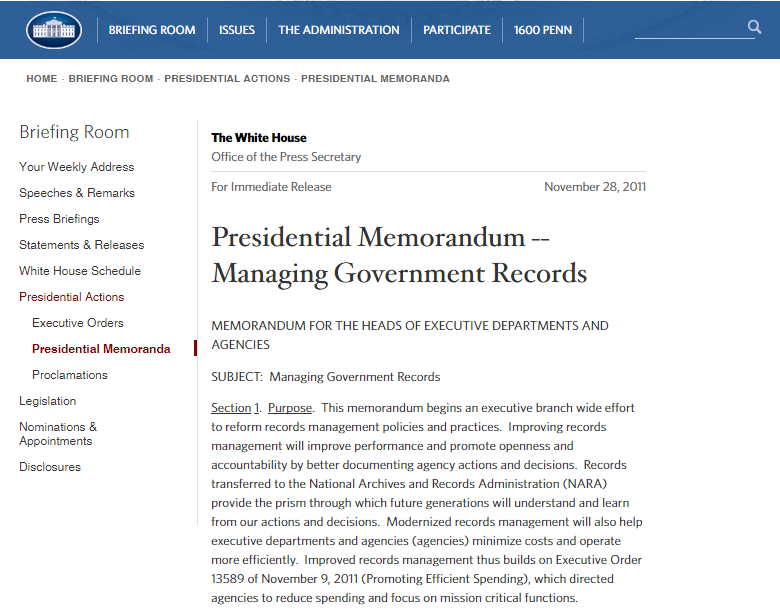 BRIEFING ROOM ISSUES THE ADMINISTRATION PARTICIPATE 1600 PENN
HOME · BRIEFING ROOM · PRESIDENTIAL ACTIONS · PRESIDENTIAL MEMORANDA
Briefing Room
Your Weekly Address
Speeches & Remarks
Press Briefings
Statements & Releases
White House Schedule
Presidential Actions
Executive Orders
Presidential Memoranda
Proclamations
Legislation
Nominations &
Appointments
Disclosures
The White House
Office of the Press Secretary
For Immediate Release November 28, 2011
Presidential Memorandum --
Managing Government Records
MEMORANDUM FOR THE HEADS OF EXECUTIVE DEPARTMENTS AND
AGENCIES
SUBJECT: Managing Government Records
Section 1. Purpose. This memorandum begins an executive branch wide effort
to reform records management policies and practices. Improving records
management will improve performance and promote openness and
accountability by better documenting agency actions and decisions. Records
transferred to the National Archives and Records Administration (NARA)
provide the prism through which future generations will understand and learn
from our actions and decisions. Modernized records management will also help
executive departments and agencies (agencies) minimize costs and operate
more efficiently. Improved records management thus builds on Executive Order
13589 of November 9, 2011 (Promoting Efficient Spending), which directed
agencies to reduce spending and focus on mission critical functions.